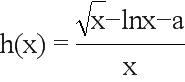 h(x) = (√x−lnx−a)/x